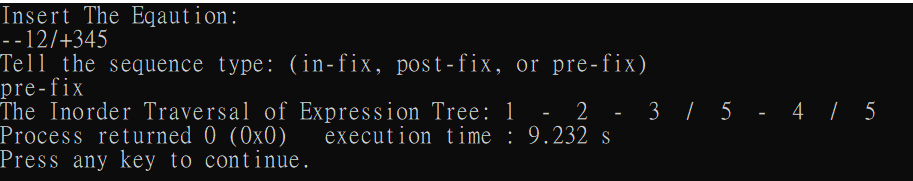 Insert The Eqaution:
--12/+345
Tell the sequence type: (in-fix, post-fix, or pre-fix)
pre-fix
The Inorder Traversal of Expression Tree: 1 - 2 - 3 / 5 - 4 / 5
Process returned 0 (0x0) execution time : 9.232 s
Press any key to continue.